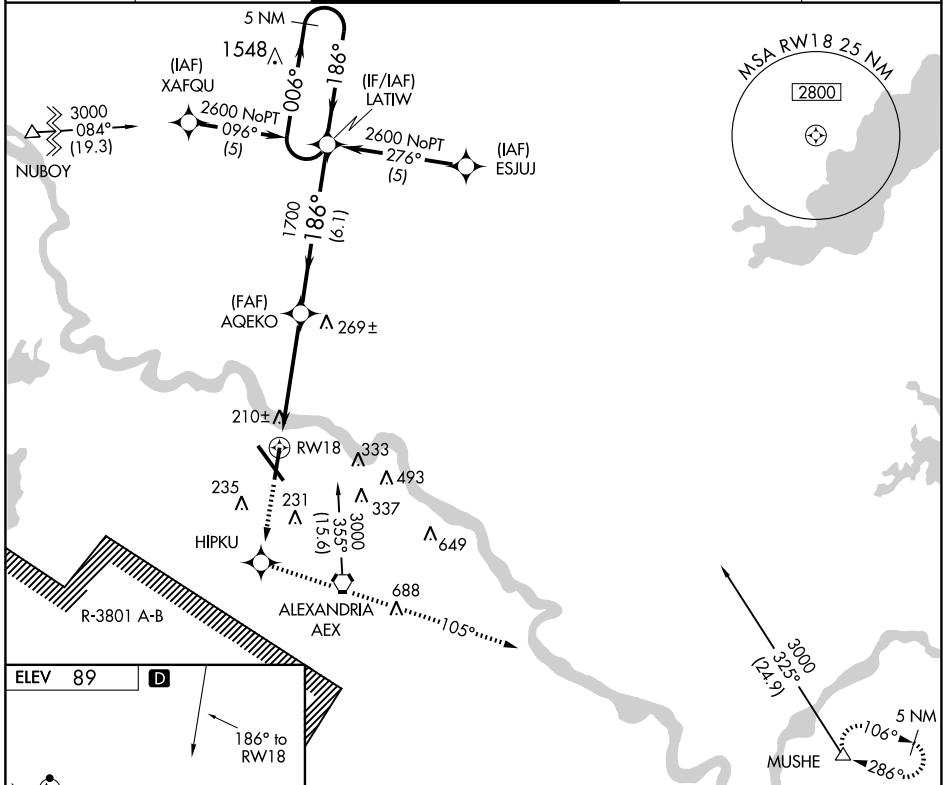 5 NM
1548
006°
186°
(IAF)
XAFQU
(IF/IAF)
LATIW
2600 NoPT
096°
(5)
2600 NoPT
276°
(5)
(IAF)
ESJUJ
3000
084°
(19.3)
NUBOY
MSA RW18 25 NM
2800
1700
186°
(6.1)
(FAF)
AQEKO
269±
210±
RW18
333
493
337
235
231
649
3000
355°
(15.6)
HIPKU
688
ALEXANDRIA
AEX
105°
R-3801 A-B
3000
325°
(24.9)
5 NM
106°
286°
MUSHE
ELEV 89
D
186° to
RW18